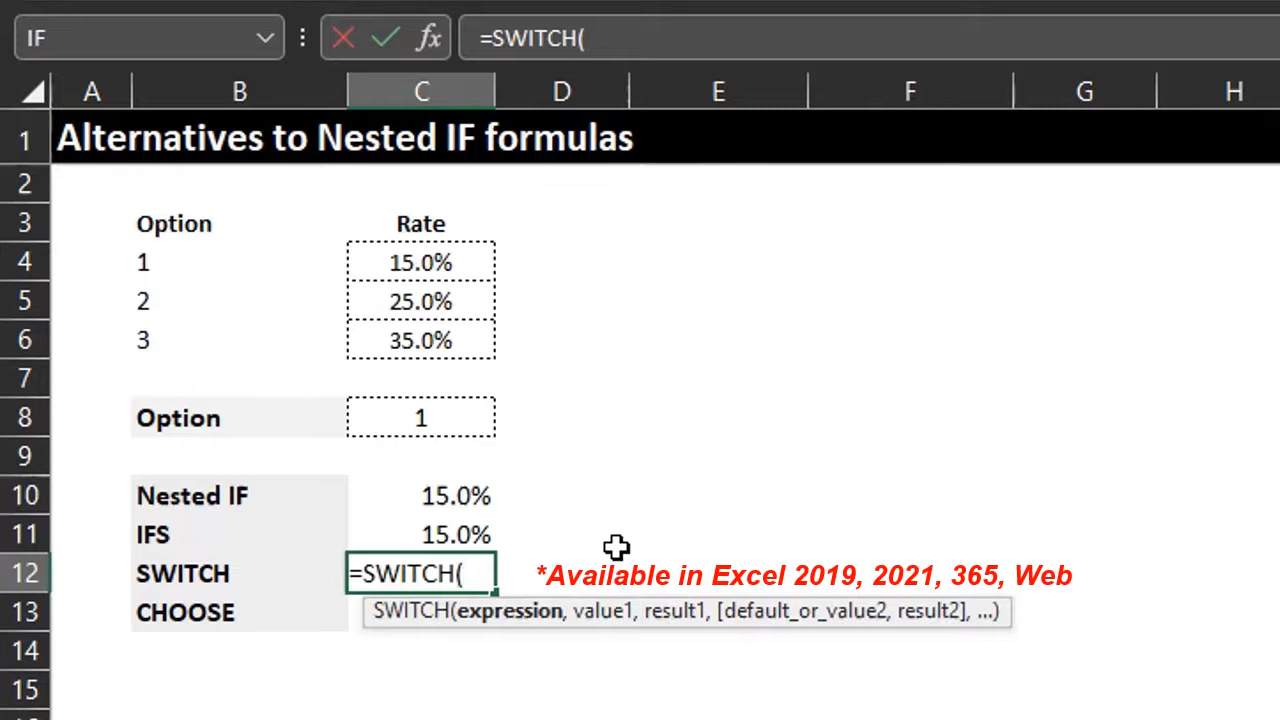 IF =SWITCH(
A B C D E F G H
1 Alternatives to Nested IF formulas
2
3 Option Rate
4 1 15.0%
5 2 25.0%
6 3 35.0%
7
8 Option 1
9
10 Nested IF 15.0%
11 IFS 15.0%
12 SWITCH =SWITCH( *Available in Excel 2019, 2021, 365, Web
13 CHOOSE SWITCH(expression, value1, result1, [default_or_value2, result2], ...)
14
15